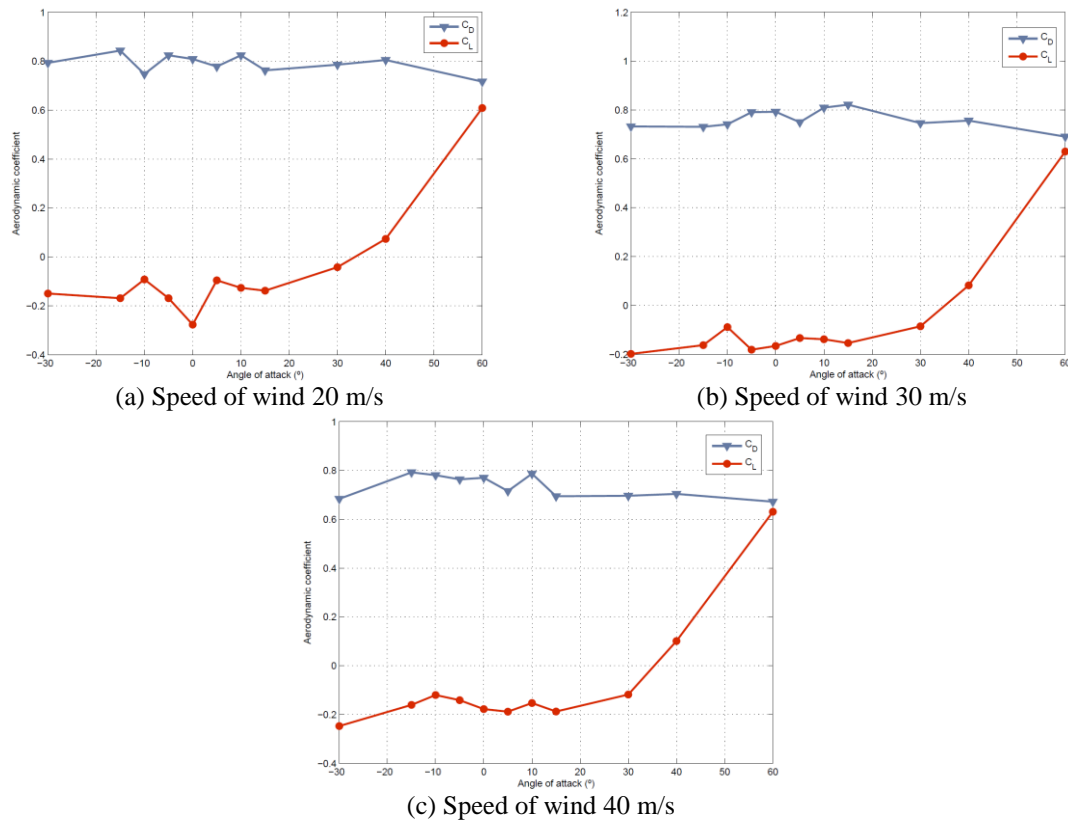 1
0.8
0.6
0.4
0.2
0
−0.2
−0.4
−30 −20 −10 0 10 20 30 40 50 60
Aerodynamic coefficient
Angle of attack (º)
C_D
C_L
(a) Speed of wind 20 m/s
1.2
1
0.8
0.6
0.4
0.2
0
−0.2
−30 −20 −10 0 10 20 30 40 50 60
Aerodynamic coefficient
Angle of attack (º)
C_D
C_L
(b) Speed of wind 30 m/s
1
0.8
0.6
0.4
0.2
0
−0.2
−0.4
−30 −20 −10 0 10 20 30 40 50 60
Aerodynamic coefficient
Angle of attack (º)
C_D
C_L
(c) Speed of wind 40 m/s